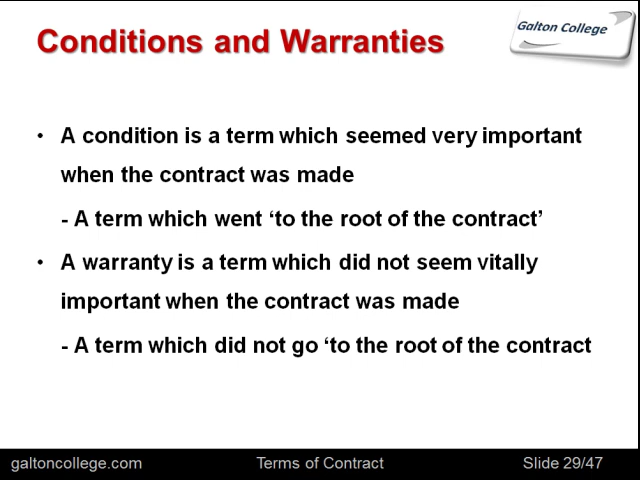 Conditions and Warranties
Galton College
• A condition is a term which seemed very important
when the contract was made
- A term which went ‘to the root of the contract’
• A warranty is a term which did not seem vitally
important when the contract was made
- A term which did not go ‘to the root of the contract
galtoncollege.com
Terms of Contract
Slide 29/47